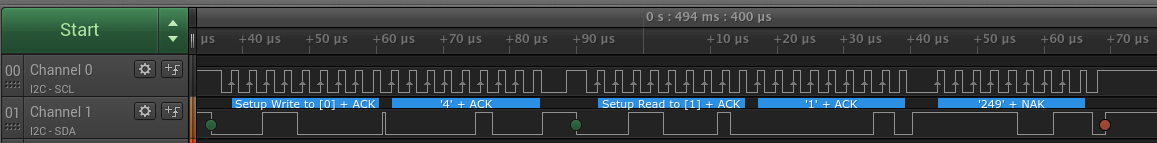 0 s : 494 ms : 400 µs
Start
µs +40 µs +50 µs +60 µs +70 µs +80 µs +90 µs +10 µs +20 µs +30 µs +40 µs +50 µs +60 µs +70 µs
00 Channel 0
I2C - SCL
Setup Write to [0] + ACK '4' + ACK Setup Read to [1] + ACK '1' + ACK '249' + NAK
01 Channel 1
I2C - SDA